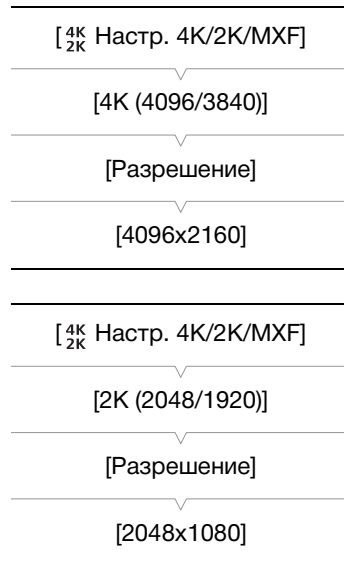 [4K 2K Настр. 4K/2K/MXF]
[4K (4096/3840)]
[Разрешение]
[4096x2160]
[4K 2K Настр. 4K/2K/MXF]
[2K (2048/1920)]
[Разрешение]
[2048x1080]